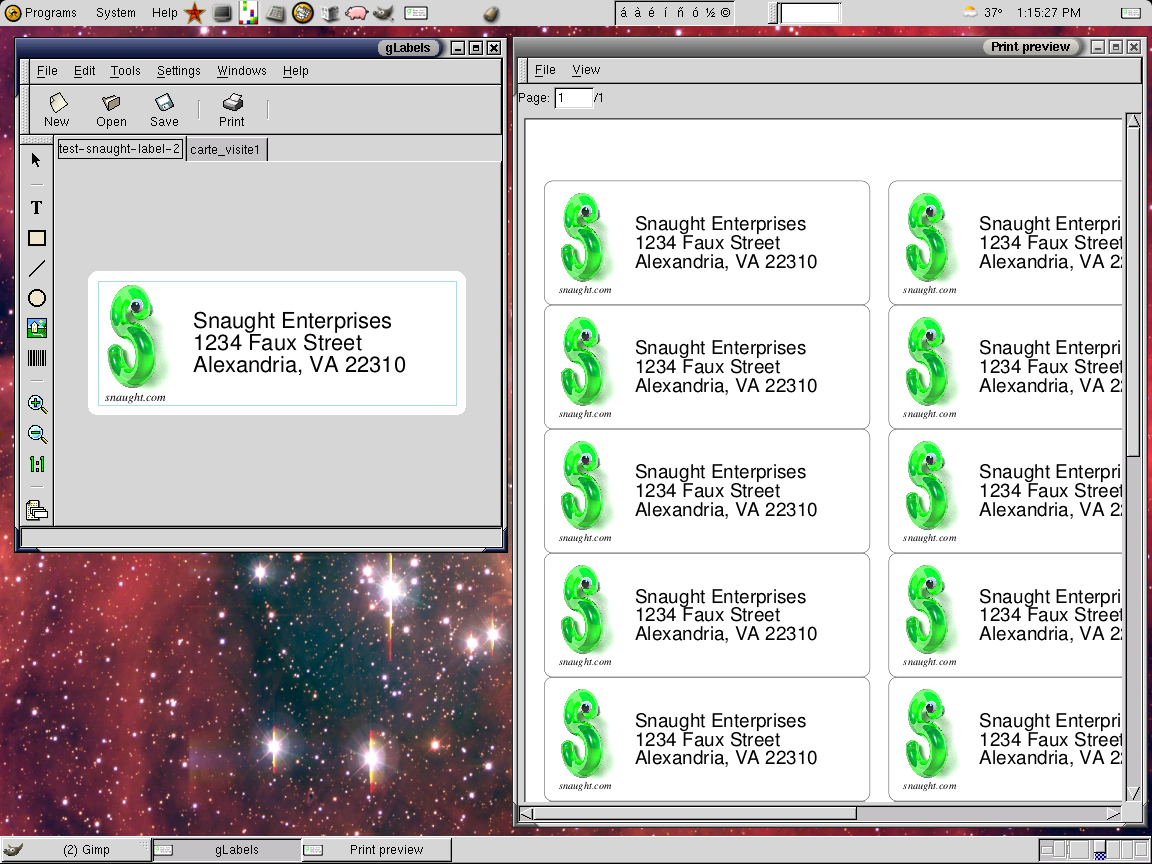 Programs System Help á à é í ñ ó ½ © 37° 1:15:27 PM
gLabels
File Edit Tools Settings Windows Help
New Open Save Print
test-snaught-label-2 carte_visite1
T
Snaught Enterprises
1234 Faux Street
Alexandria, VA 22310
snaught.com
1:1
Print preview
File View
Page: 1 /1
Snaught Enterprises
1234 Faux Street
Alexandria, VA 22310
snaught.com
Snaught Enterpri
1234 Faux Street
Alexandria, VA 22
snaught.com
Snaught Enterprises
1234 Faux Street
Alexandria, VA 22310
snaught.com
Snaught Enterpri
1234 Faux Street
Alexandria, VA 22
snaught.com
Snaught Enterprises
1234 Faux Street
Alexandria, VA 22310
snaught.com
Snaught Enterpri
1234 Faux Street
Alexandria, VA 22
snaught.com
Snaught Enterprises
1234 Faux Street
Alexandria, VA 22310
snaught.com
Snaught Enterpri
1234 Faux Street
Alexandria, VA 22
snaught.com
Snaught Enterprises
1234 Faux Street
Alexandria, VA 22310
snaught.com
Snaught Enterpri
1234 Faux Street
Alexandria, VA 22
snaught.com
(2) Gimp gLabels Print preview